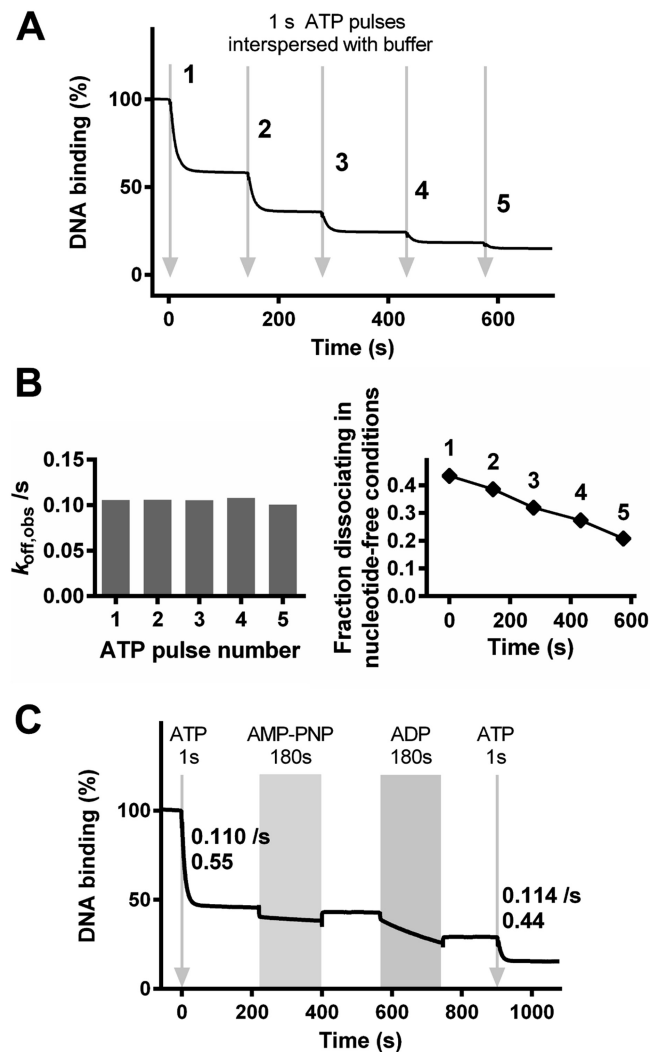 A
1 s ATP pulses
interspersed with buffer
DNA binding (%)
100
50
0
1
2
3
4
5
0 200 400 600
Time (s)
B
k off,obs /s
0.15
0.10
0.05
0.00
1 2 3 4 5
ATP pulse number
Fraction dissociating in
nucleotide-free conditions
0.4
0.3
0.2
0.1
0.0
1
2
3
4
5
0 200 400 600
Time (s)
C
ATP AMP-PNP ADP ATP
1s 180s 180s 1s
DNA binding (%)
100
50
0
0.110 /s
0.55
0.114 /s
0.44
0 200 400 600 800 1000
Time (s)